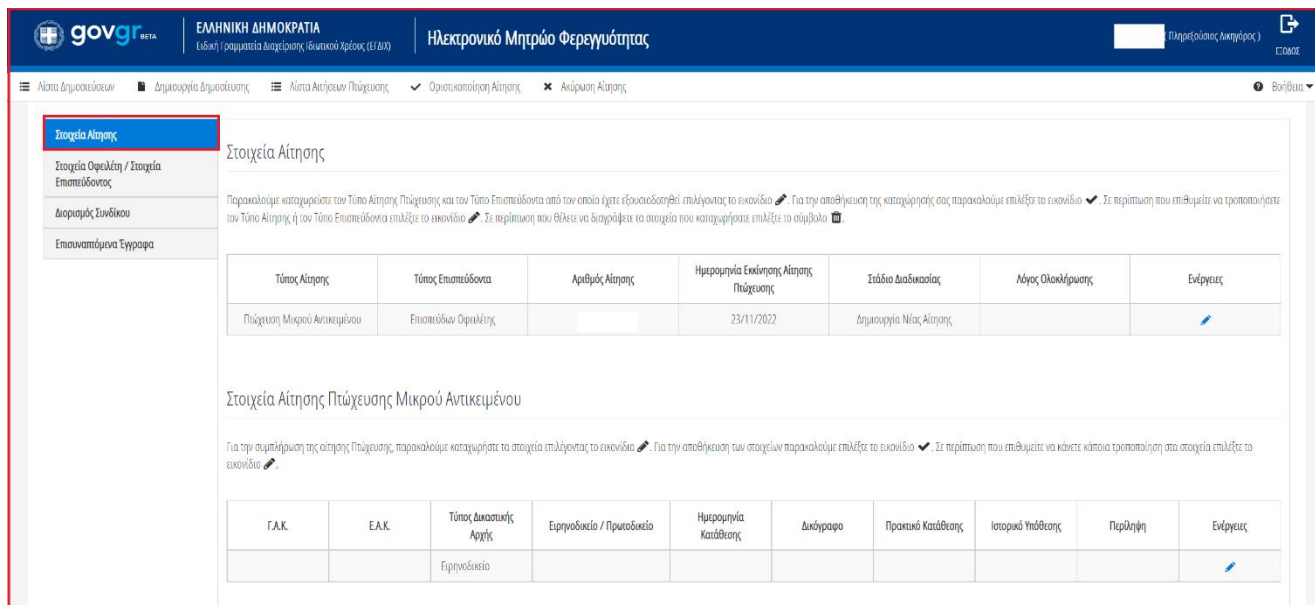 govgr BETA
ΕΛΛΗΝΙΚΗ ΔΗΜΟΚΡΑΤΙΑ
Ειδική Γραμματεία Διαχείρισης Ιδιωτικού Χρέους (ΕΓΔΙΧ)
Ηλεκτρονικό Μητρώο Φερεγγυότητας
( Πληρεξούσιος Δικηγόρος )
ΕΞΟΔΟΣ
Λίστα Δημοσιεύσεων Δημιουργία Δημοσίευσης Λίστα Αιτήσεων Πτώχευσης Οριστικοποίηση Αίτησης Ακύρωση Αίτησης Βοήθεια
Στοιχεία Αίτησης
Στοιχεία Οφειλέτη / Στοιχεία
Επισπεύδοντος
Διορισμός Συνδίκου
Επισυναπτόμενα Έγγραφα
Στοιχεία Αίτησης
Παρακαλούμε καταχωρείστε τον Τύπο Αίτησης Πτώχευσης και τον Τύπο Επισπεύδοντα από τον οποίο έχετε εξουσιοδοτηθεί επιλέγοντας το εικονίδιο . Για την αποθήκευση της καταχώρησής σας παρακαλούμε επιλέξτε το εικονίδιο . Σε περίπτωση που επιθυμείτε να τροποποιήσετε
τον Τύπο Αίτησης ή τον Τύπο Επισπεύδοντα επιλέξτε το εικονίδιο . Σε περίπτωση που θέλετε να διαγράψετε τα στοιχεία που καταχωρήσατε επιλέξτε το σύμβολο .
Τύπος Αίτησης Τύπος Επισπεύδοντα Αριθμός Αίτησης Ημερομηνία Εκκίνησης Αίτησης Στάδιο Διαδικασίας Λόγος Ολοκλήρωσης Ενέργειες
Πτώχευσης
Πτώχευση Μικρού Αντικειμένου Επισπεύδων Οφειλέτης 23/11/2022 Δημιουργία Νέας Αίτησης
Στοιχεία Αίτησης Πτώχευσης Μικρού Αντικειμένου
Για την συμπλήρωση της αίτησης Πτώχευσης, παρακαλούμε καταχωρήστε τα στοιχεία επιλέγοντας το εικονίδιο . Για την αποθήκευση των στοιχείων παρακαλούμε επιλέξτε το εικονίδιο . Σε περίπτωση που επιθυμείτε να κάνετε κάποια τροποποίηση στα στοιχεία επιλέξτε το
εικονίδιο .
Γ.Α.Κ. Ε.Α.Κ. Τύπος Δικαστικής Ειρηνοδικείο / Πρωτοδικείο Ημερομηνία Δικόγραφο Πρακτικό Κατάθεσης Ιστορικό Υπόθεσης Περίληψη Ενέργειες
Αρχής Κατάθεσης
Ειρηνοδικείο